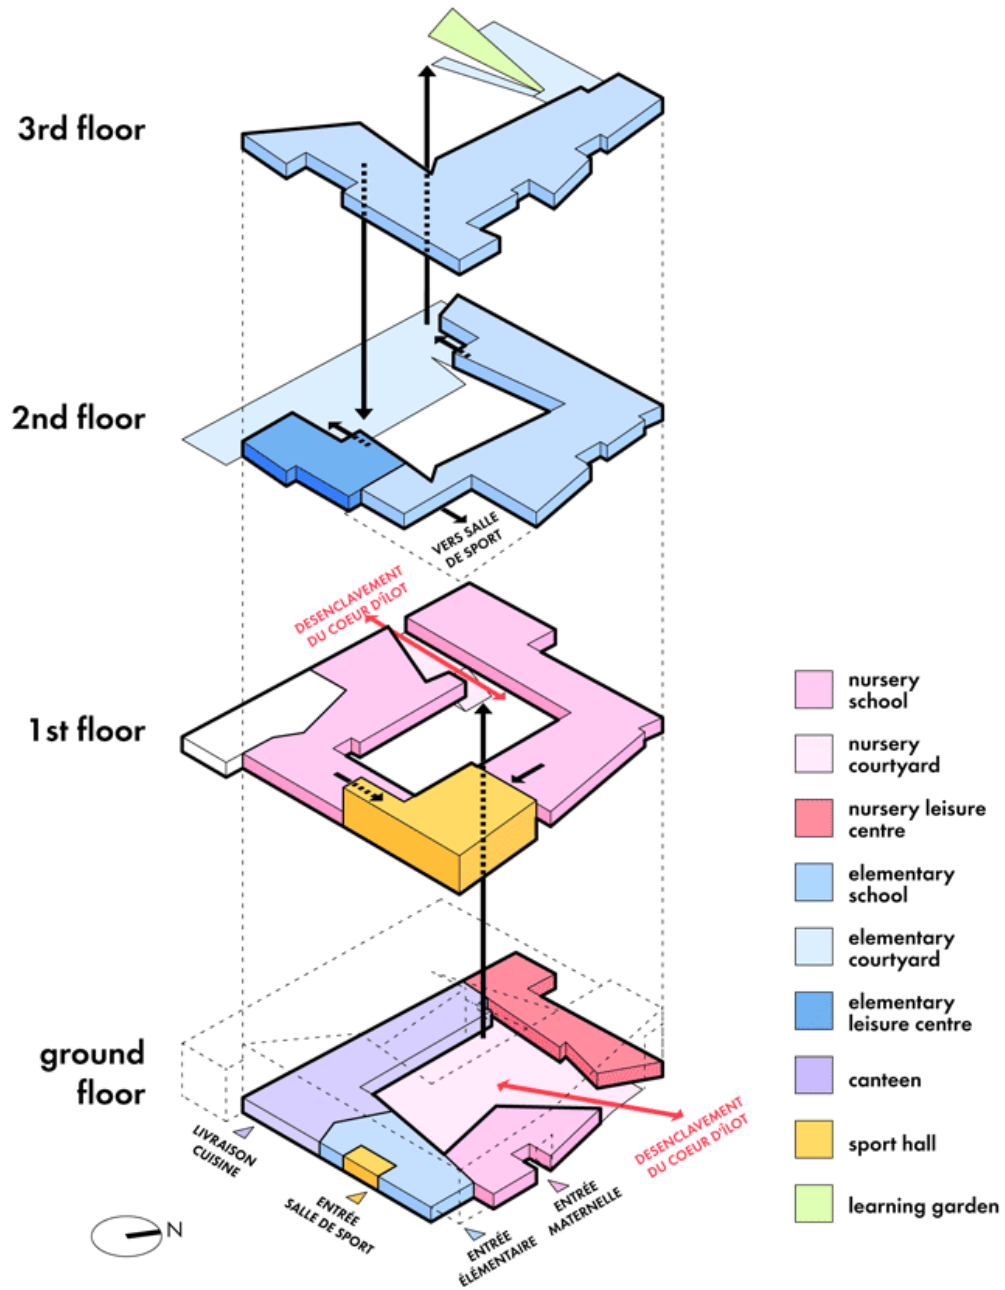 3rd floor
2nd floor
VERS SALLE
DE SPORT
DESENCLAVEMENT
DU COEUR D'ÎLOT
1st floor
nursery
school
nursery
courtyard
nursery leisure
centre
elementary
school
elementary
courtyard
elementary
leisure centre
canteen
sport hall
learning garden
ground
floor
LIVRAISON
CUISINE
ENTRÉE
SALLE DE SPORT
ENTRÉE
ÉLÉMENTAIRE
ENTRÉE
MATERNELLE
DESENCLAVEMENT
DU COEUR D'ÎLOT
N